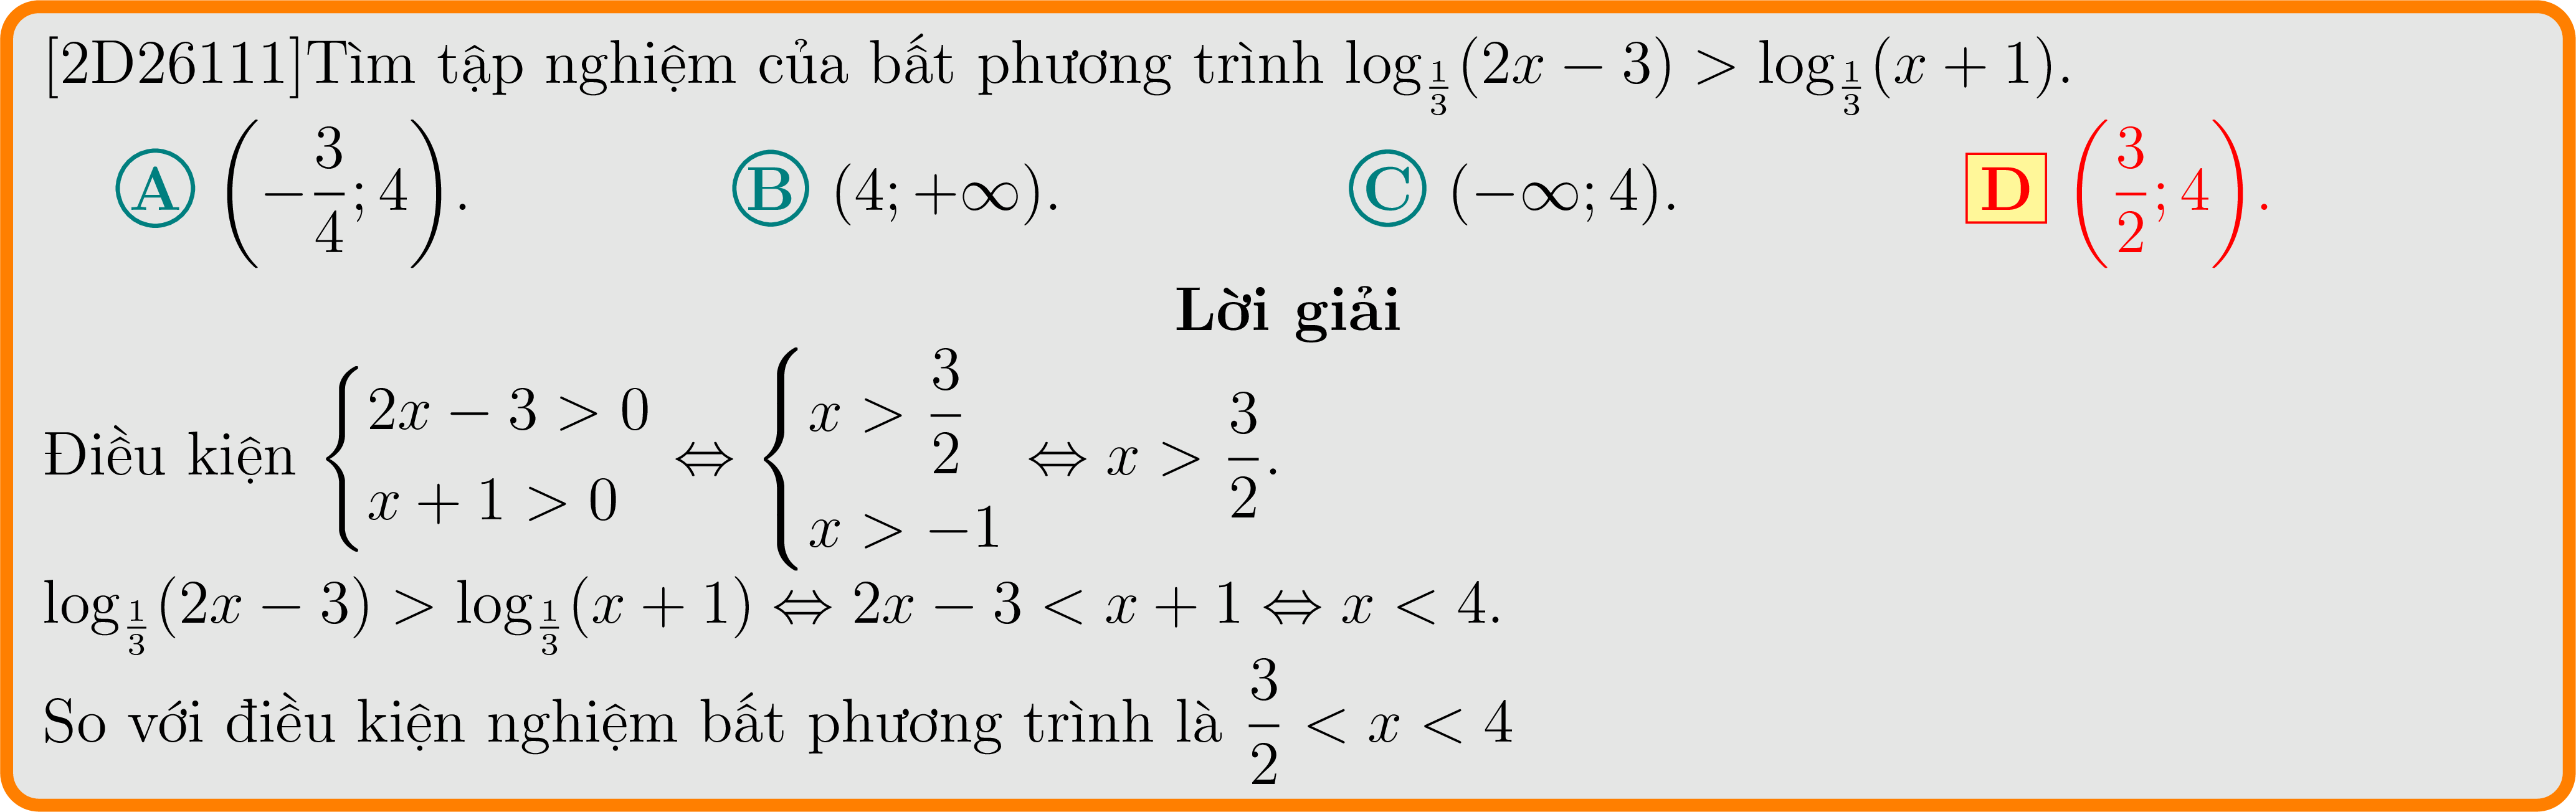 [2D26111]Tìm tập nghiệm của bất phương trình $\log_{\frac{1}{3}}(2x - 3) > \log_{\frac{1}{3}}(x + 1)$.
A $\left(-\frac{3}{4}; 4\right)$. B $(4; +\infty)$. C $(-\infty; 4)$. D $\left(\frac{3}{2}; 4\right)$.
Lời giải
Điều kiện $\begin{cases} 2x - 3 > 0 \\ x + 1 > 0 \end{cases} \Leftrightarrow \begin{cases} x > \frac{3}{2} \\ x > -1 \end{cases} \Leftrightarrow x > \frac{3}{2}$.
$\log_{\frac{1}{3}}(2x - 3) > \log_{\frac{1}{3}}(x + 1) \Leftrightarrow 2x - 3 < x + 1 \Leftrightarrow x < 4$.
So với điều kiện nghiệm bất phương trình là $\frac{3}{2} < x < 4$